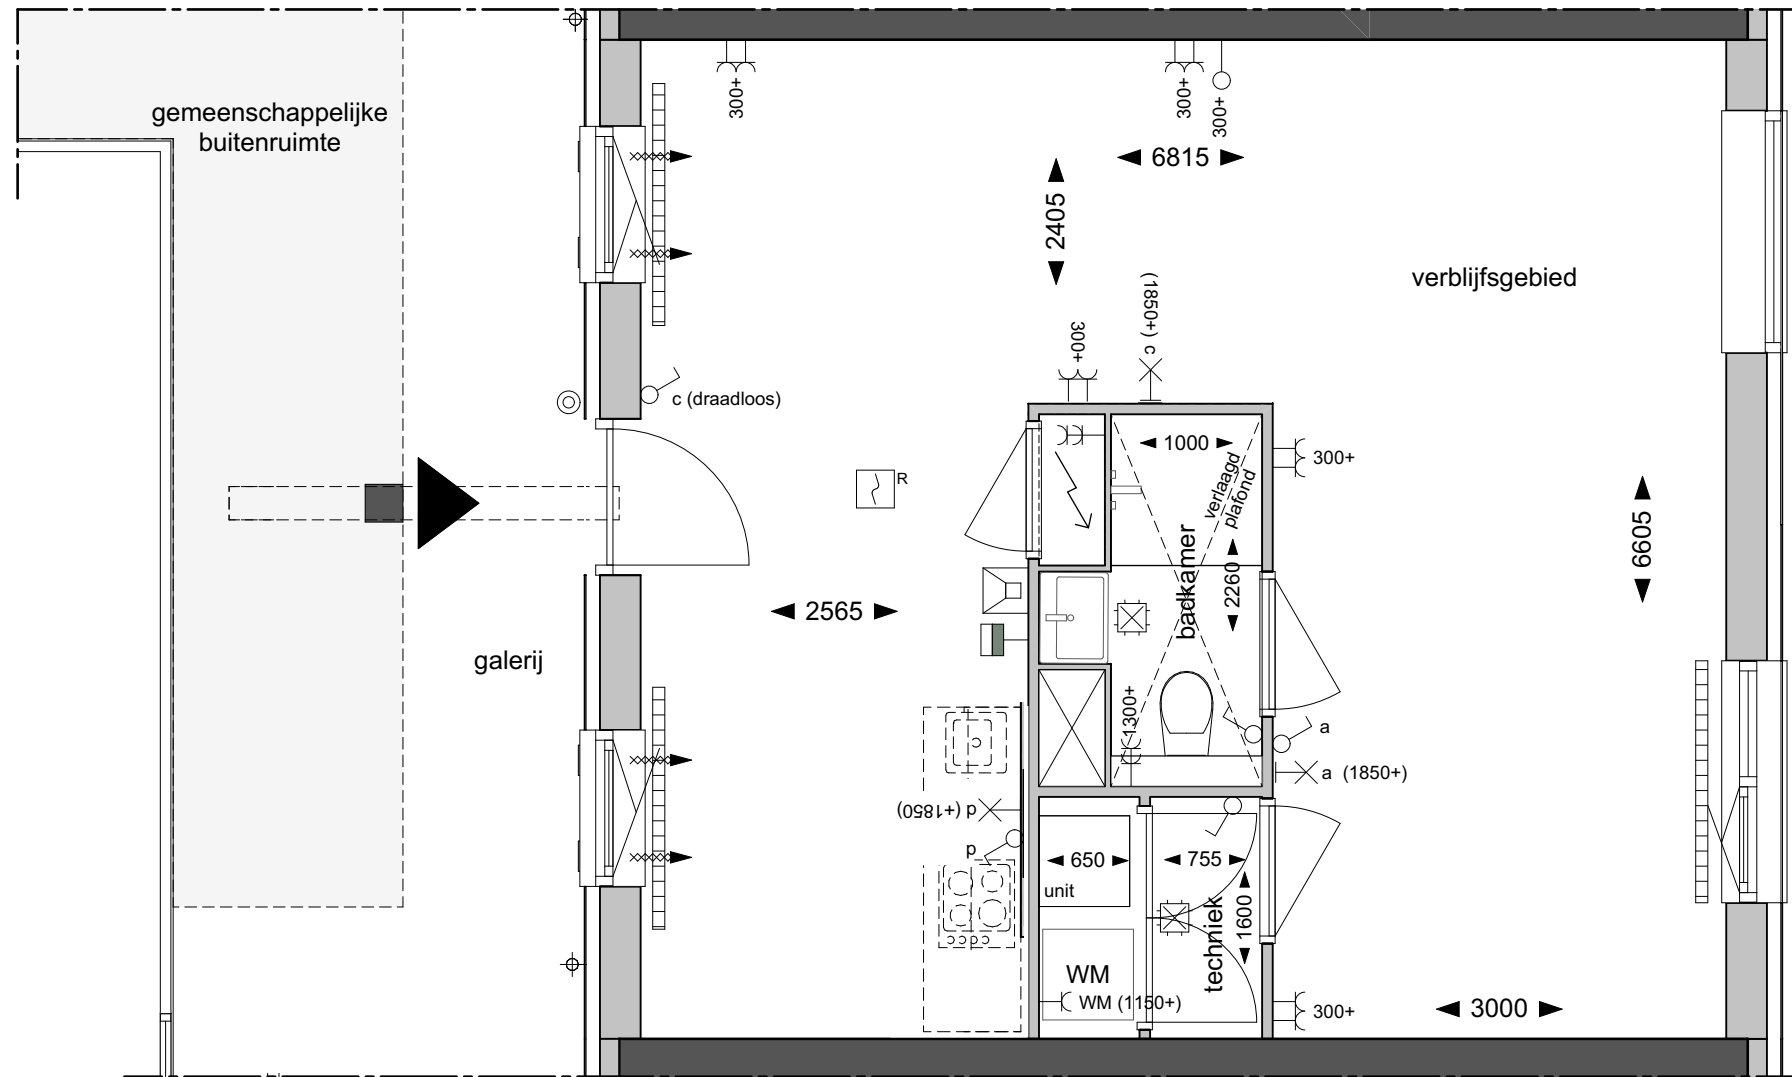 gemeenschappelijke
buitenruimte
300+
300+
300+
6815
2405
verblijfsgebied
(1850+) c
300+
c (draadloos)
1000
verlaagd
plafond
300+
R
badkamer
2260
6605
2565
galerij
1300+
a
a (1850+)
d (+1850)
d
650
755
unit
1600
techniek
WM
WM (1150+)
300+
3000